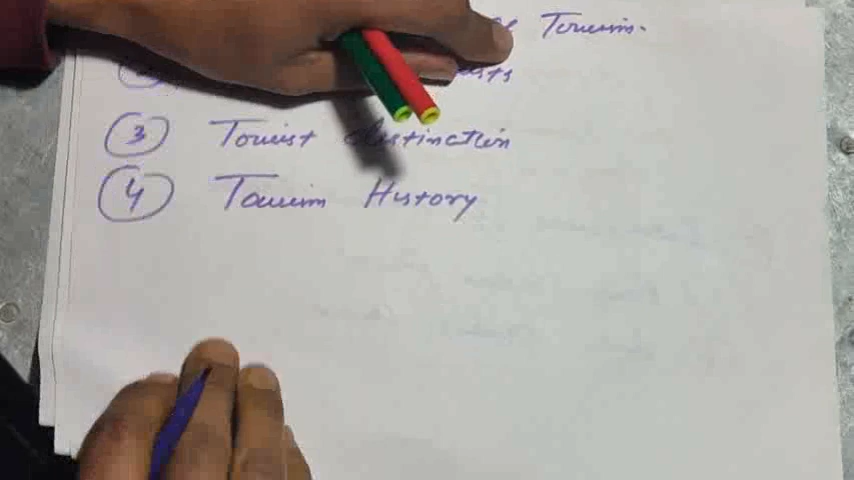 Tourism.
③ Tourist destination
④ Tourism History